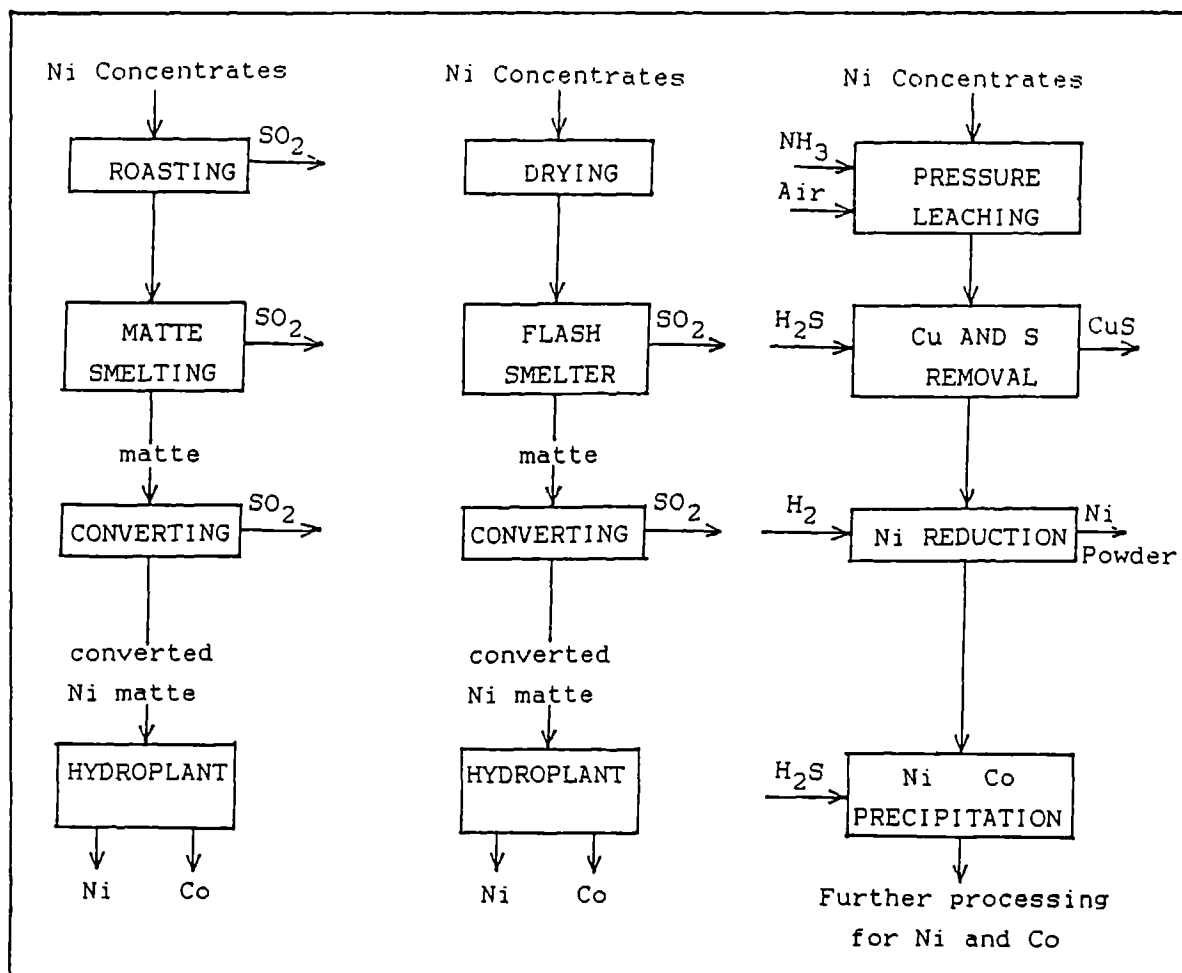 Ni Concentrates
ROASTING
SO2
MATTE
SMELTING
SO2
matte
CONVERTING
SO2
converted
Ni matte
HYDROPLANT
Ni
Co
Ni Concentrates
DRYING
FLASH
SMELTER
SO2
matte
CONVERTING
SO2
converted
Ni matte
HYDROPLANT
Ni
Co
Ni Concentrates
NH3
Air
PRESSURE
LEACHING
H2S
Cu AND S
REMOVAL
CuS
H2
Ni REDUCTION
Ni
Powder
H2S
Ni Co
PRECIPITATION
Further processing
for Ni and Co